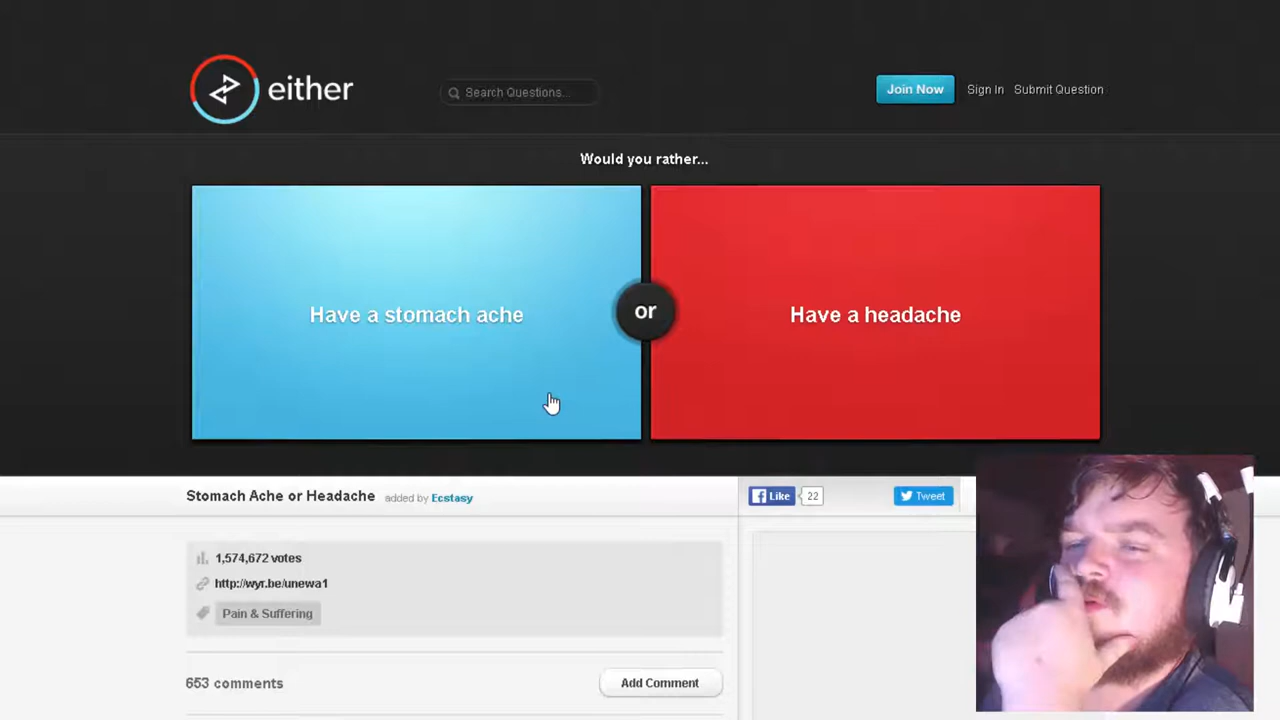 either
Search Questions...
Join Now
Sign In
Submit Question
Would you rather...
Have a stomach ache
or
Have a headache
Stomach Ache or Headache
added by Ecstasy
Like
22
Tweet
1,574,672 votes
http://wyr.be/unewa1
Pain & Suffering
653 comments
Add Comment